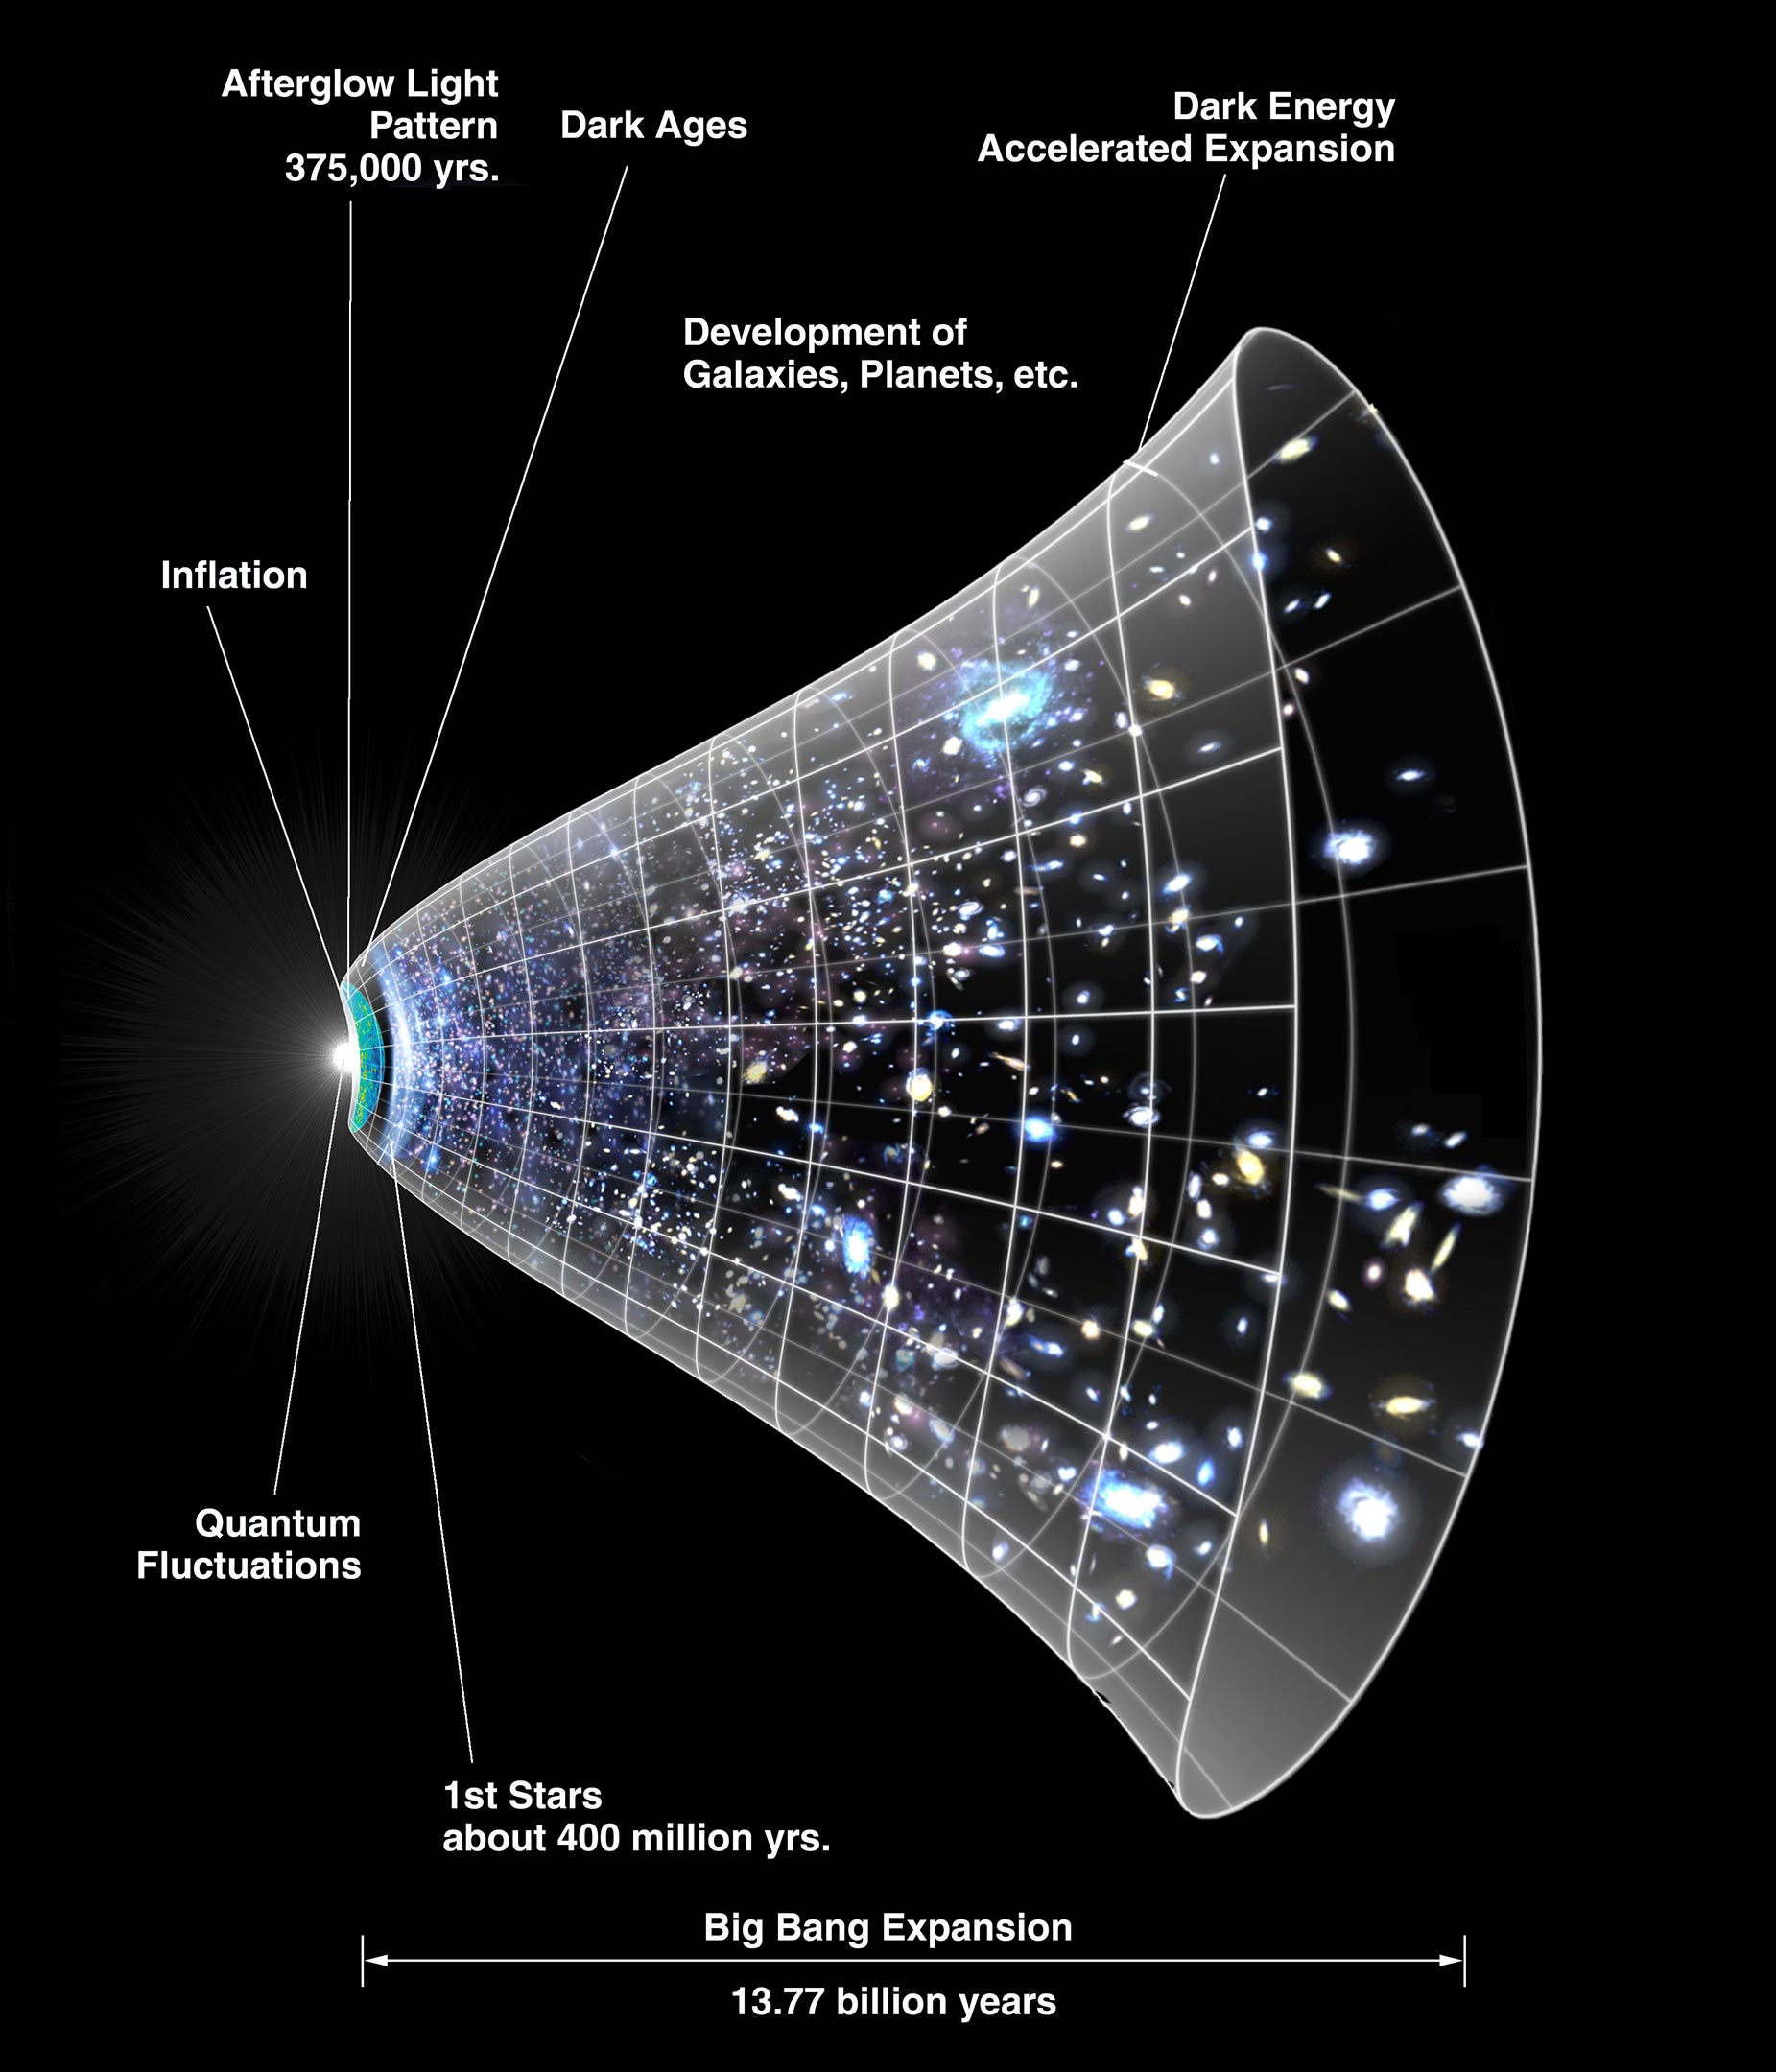 Afterglow Light
Pattern
375,000 yrs.
Dark Ages
Dark Energy
Accelerated Expansion
Development of
Galaxies, Planets, etc.
Inflation
Quantum
Fluctuations
1st Stars
about 400 million yrs.
Big Bang Expansion
13.77 billion years